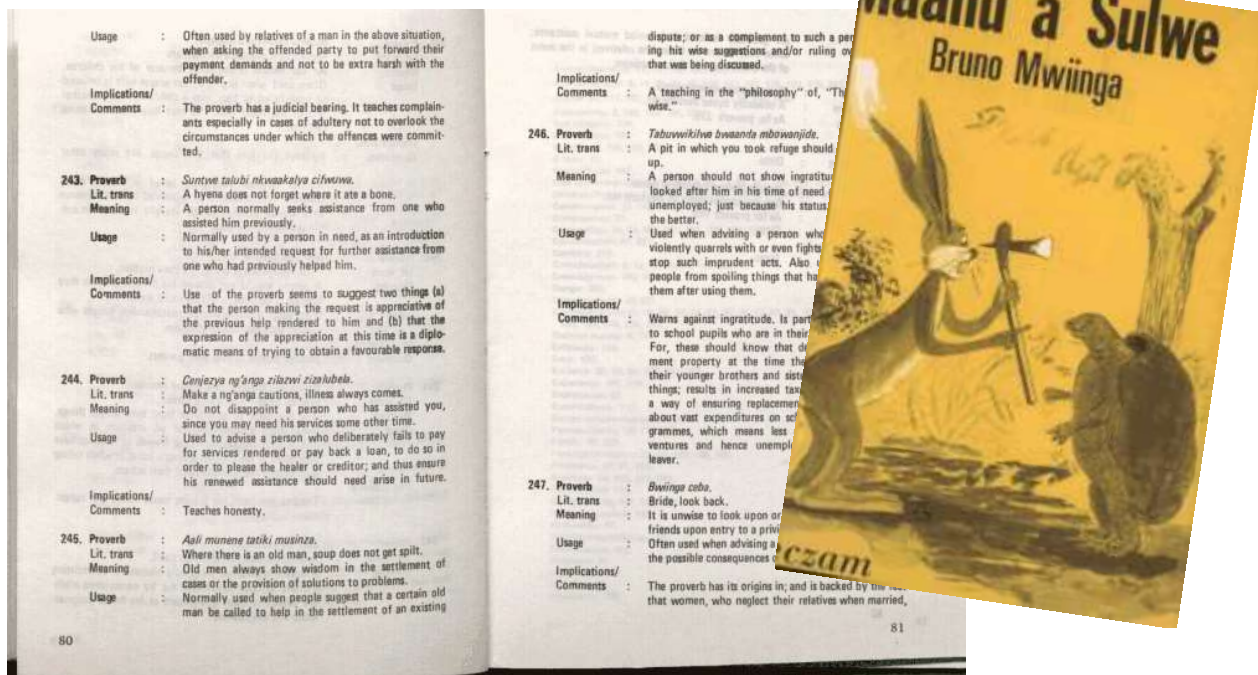 Usage : Often used by relatives of a man in the above situation,
when asking the offended party to put forward their
payment demands and not to be extra harsh with the
offender.
Implications/
Comments : The proverb has a judicial bearing. It teaches complain-
ants especially in cases of adultery not to overlook the
circumstances under which the offences were commit-
ted.
243. Proverb : Suntwe talubi nkwaakalya cifwuwa.
Lit. trans : A hyena does not forget where it ate a bone.
Meaning : A person normally seeks assistance from one who
assisted him previously.
Usage : Normally used by a person in need, as an introduction
to his/her intended request for further assistance from
one who had previously helped him.
Implications/
Comments : Use of the proverb seems to suggest two things (a)
that the person making the request is appreciative of
the previous help rendered to him and (b) that the
expression of the appreciation at this time is a diplo-
matic means of trying to obtain a favourable response.
244. Proverb : Cenjezya ng'anga zilazwi zizalubela.
Lit. trans : Make a ng'anga cautions, illness always comes.
Meaning : Do not disappoint a person who has assisted you,
since you may need his services some other time.
Usage : Used to advise a person who deliberately fails to pay
for services rendered or pay back a loan, to do so in
order to please the healer or creditor; and thus ensure
his renewed assistance should need arise in future.
Implications/
Comments : Teaches honesty.
245. Proverb : Aali munene tatiki musinza.
Lit. trans : Where there is an old man, soup does not get spilt.
Meaning : Old men always show wisdom in the settlement of
cases or the provision of solutions to problems.
Usage : Normally used when people suggest that a certain old
man be called to help in the settlement of an existing
80
dispute; or as a complement to such a per
ing his wise suggestions and/or ruling ov
that was being discussed.
Implications/
Comments : A teaching in the "philosophy" of, "Th
wise."
246. Proverb : Tabuvwikilwe bwaanda mbowanjide.
Lit. trans : A pit in which you took refuge should
up.
Meaning : A person should not show ingratitu
looked after him in his time of need
unemployed; just because his status
the better.
Usage : Used when advising a person who
violently quarrels with or even fights
stop such imprudent acts. Also
people from spoiling things that ha
them after using them.
Implications/
Comments : Warns against ingratitude. Is part
to school pupils who are in their
For, these should know that de
ment property at the time the
their younger brothers and siste
things; results in increased tax
a way of ensuring replacemen
about vast expenditures on sch
grammes, which means less
ventures and hence unempl
leaver.
247. Proverb : Bwiinga ceba.
Lit. trans : Bride, look back.
Meaning : It is unwise to look upon or
friends upon entry to a privi
Usage : Often used when advising a
the possible consequences o
Implications/
Comments : The proverb has its origins in; and is backed by the
that women, who neglect their relatives when married,
81
a Sulwe
Bruno Mwiinga
czam